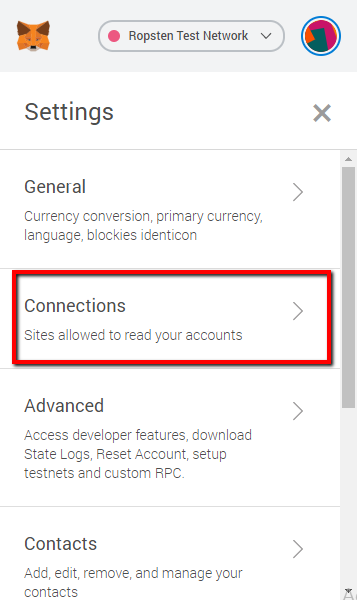 Ropsten Test Network
Settings
General
Currency conversion, primary currency,
language, blockies identicon
Connections
Sites allowed to read your accounts
Advanced
Access developer features, download
State Logs, Reset Account, setup
testnets and custom RPC.
Contacts
Add, edit, remove, and manage your
contacts